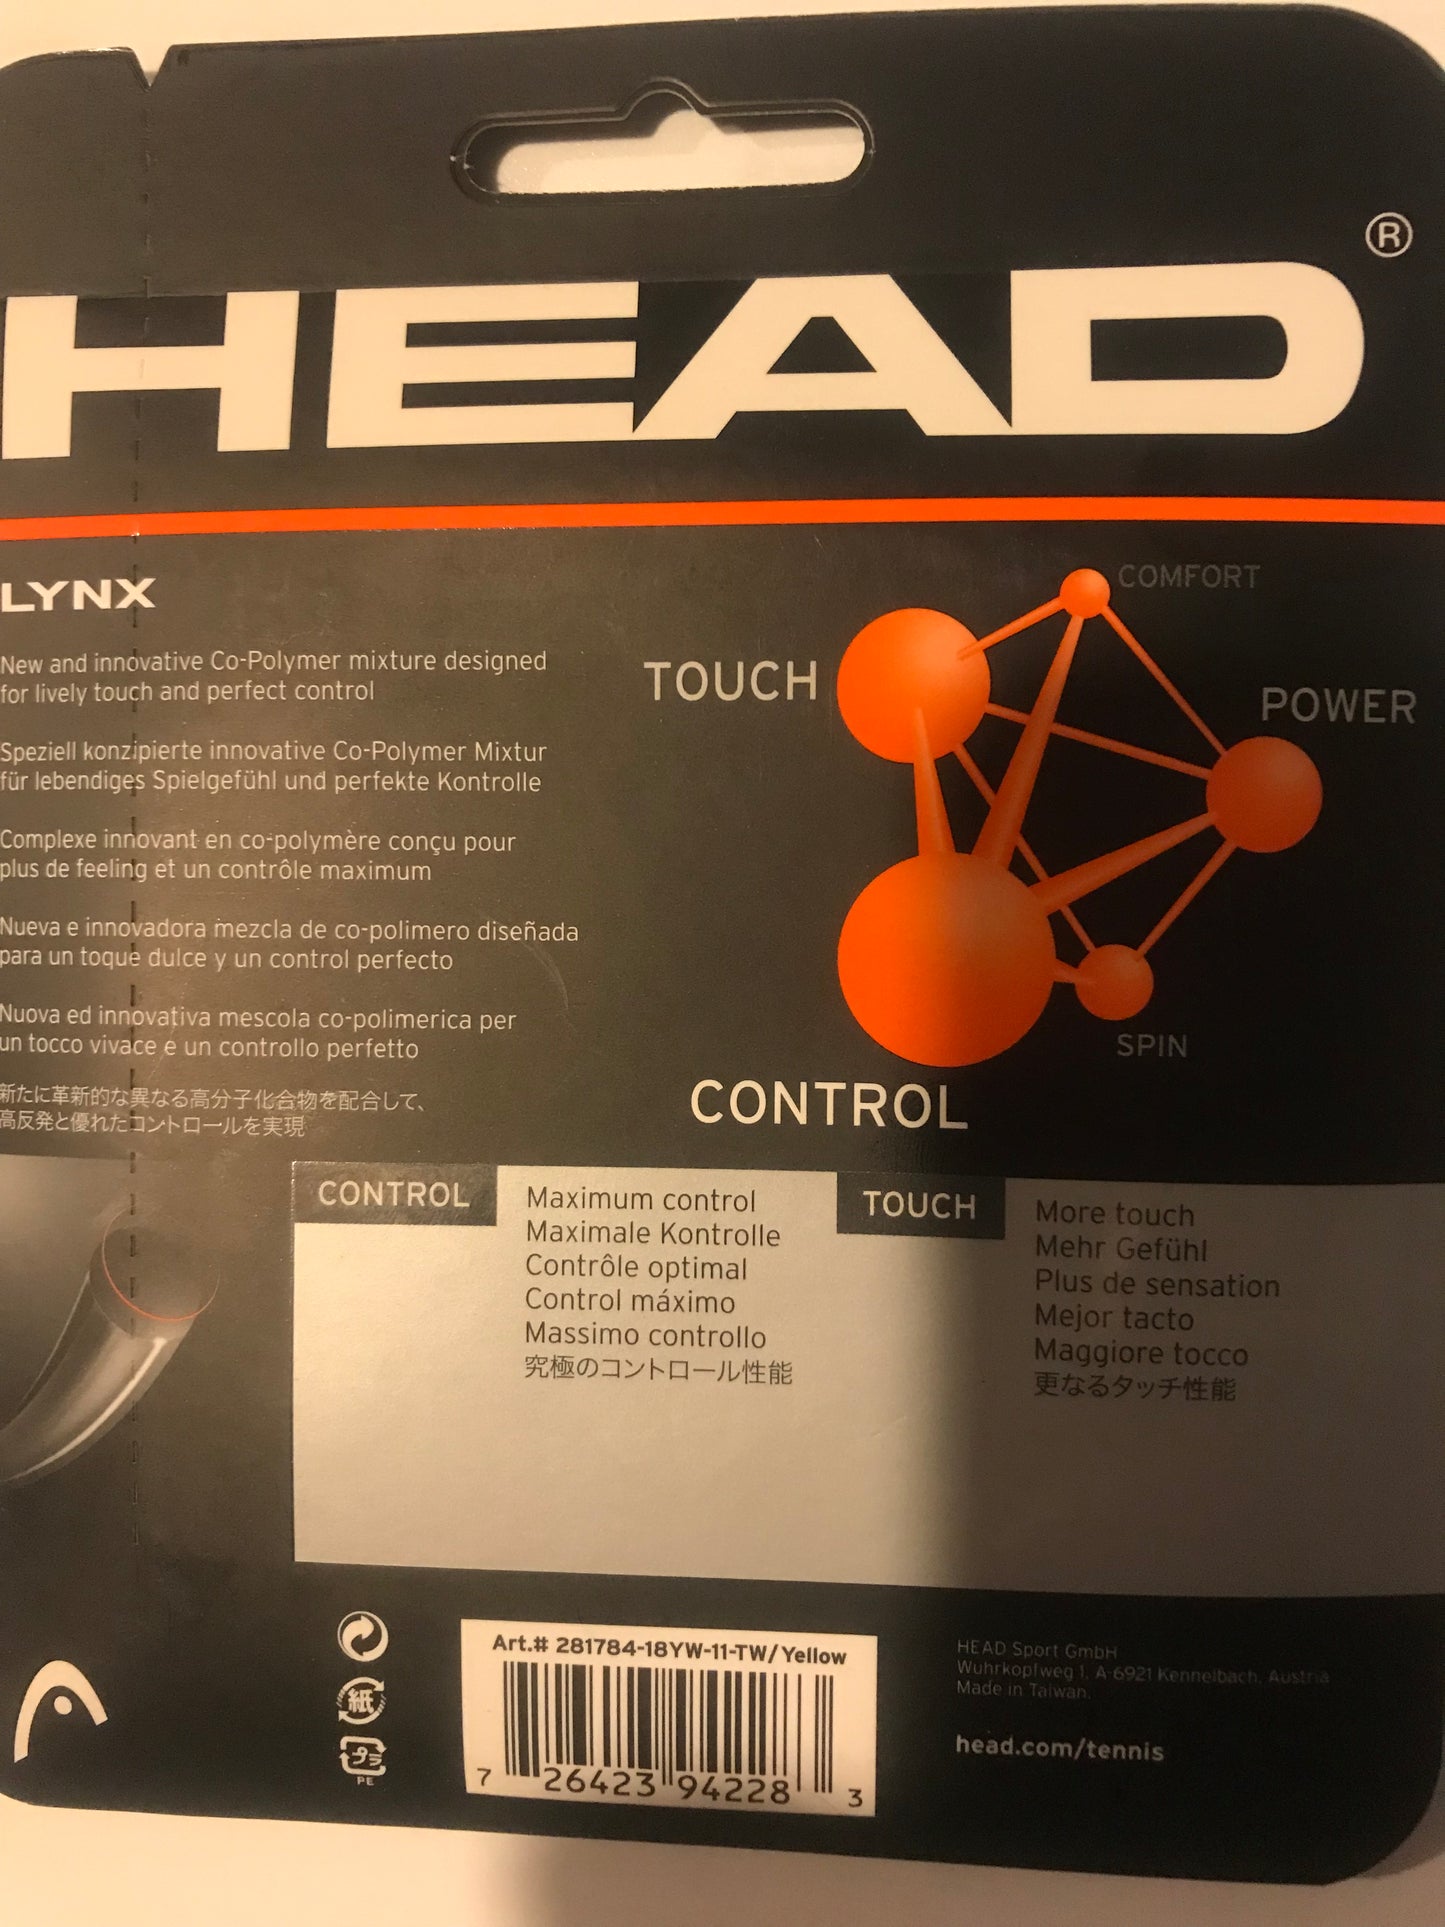 HEAD®
LYNX
New and innovative Co-Polymer mixture designed
for lively touch and perfect control
Speziell konzipierte innovative Co-Polymer Mixtur
für lebendiges Spielgefühl und perfekte Kontrolle
Complexe innovant en co-polymère conçu pour
plus de feeling et un contrôle maximum
Nueva e innovadora mezcla de co-polimero diseñada
para un toque dulce y un control perfecto
Nuova ed innovativa mescola co-polimerica per
un tocco vivace e un controllo perfetto
新たに革新的な異なる高分子化合物を配合して、
高反発と優れたコントロールを実現
COMFORT
TOUCH
POWER
SPIN
CONTROL
CONTROL
Maximum control
Maximale Kontrolle
Contrôle optimal
Control máximo
Massimo controllo
究極のコントロール性能
TOUCH
More touch
Mehr Gefühl
Plus de sensation
Mejor tacto
Maggiore tocco
更なるタッチ性能
紙
プラ
PE
Art.# 281784-18YW-11-TW/Yellow
7 26423 94228 3
HEAD Sport GmbH
Wuhrkopfweg 1, A-6921 Kennelbach, Austria
Made in Taiwan.
head.com/tennis